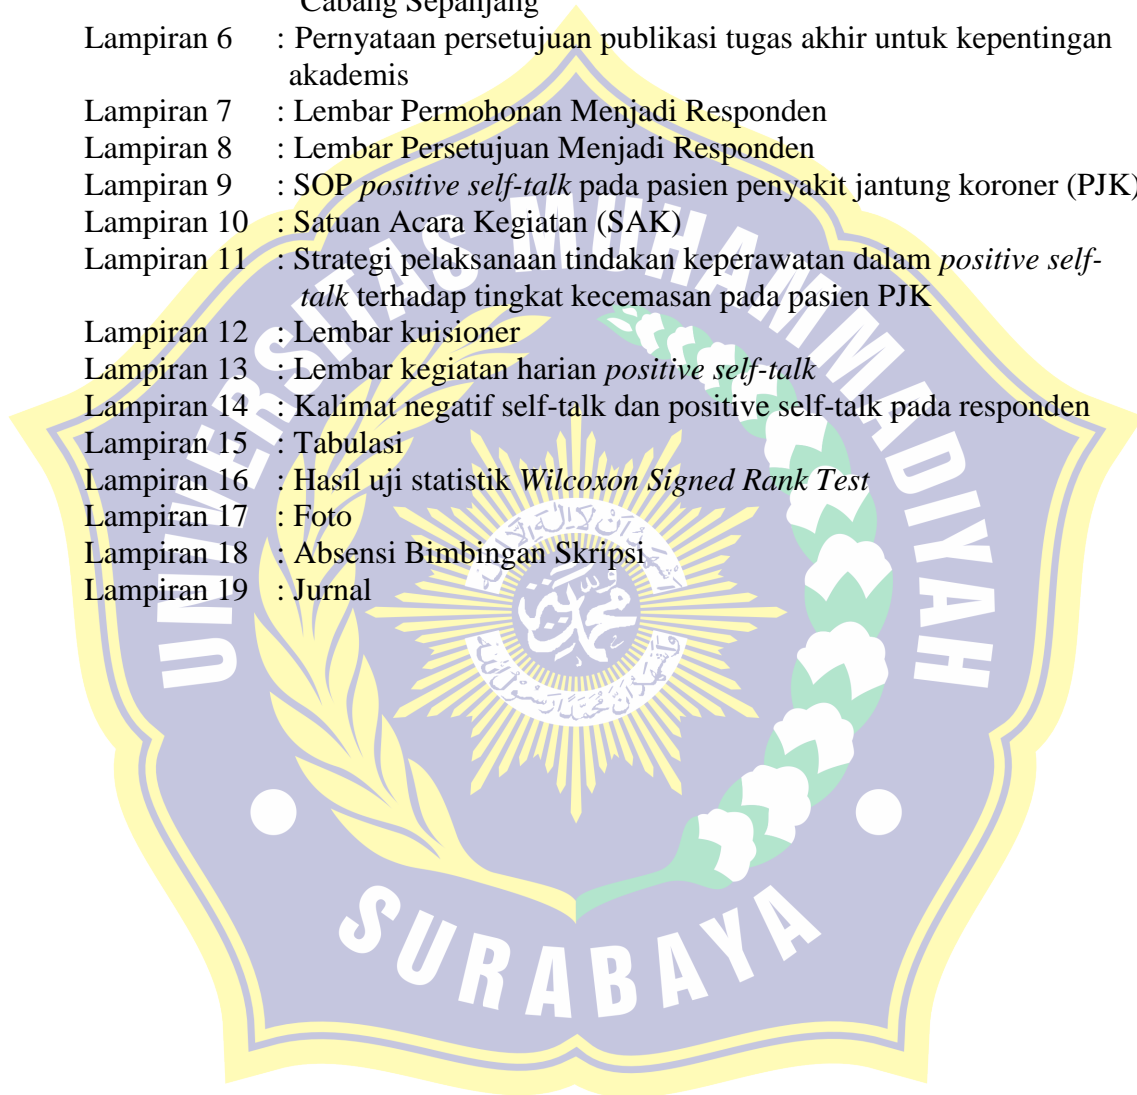 Cabang Sepanjang
Lampiran 6 : Pernyataan persetujuan publikasi tugas akhir untuk kepentingan
akademis
Lampiran 7 : Lembar Permohonan Menjadi Responden
Lampiran 8 : Lembar Persetujuan Menjadi Responden
Lampiran 9 : SOP positive self-talk pada pasien penyakit jantung koroner (PJK)
Lampiran 10 : Satuan Acara Kegiatan (SAK)
Lampiran 11 : Strategi pelaksanaan tindakan keperawatan dalam positive self-
talk terhadap tingkat kecemasan pada pasien PJK
Lampiran 12 : Lembar kuisioner
Lampiran 13 : Lembar kegiatan harian positive self-talk
Lampiran 14 : Kalimat negatif self-talk dan positive self-talk pada responden
Lampiran 15 : Tabulasi
Lampiran 16 : Hasil uji statistik Wilcoxon Signed Rank Test
Lampiran 17 : Foto
Lampiran 18 : Absensi Bimbingan Skripsi
Lampiran 19 : Jurnal
UNIVERSITAS MUHAMMADIYAH
SURABAYA